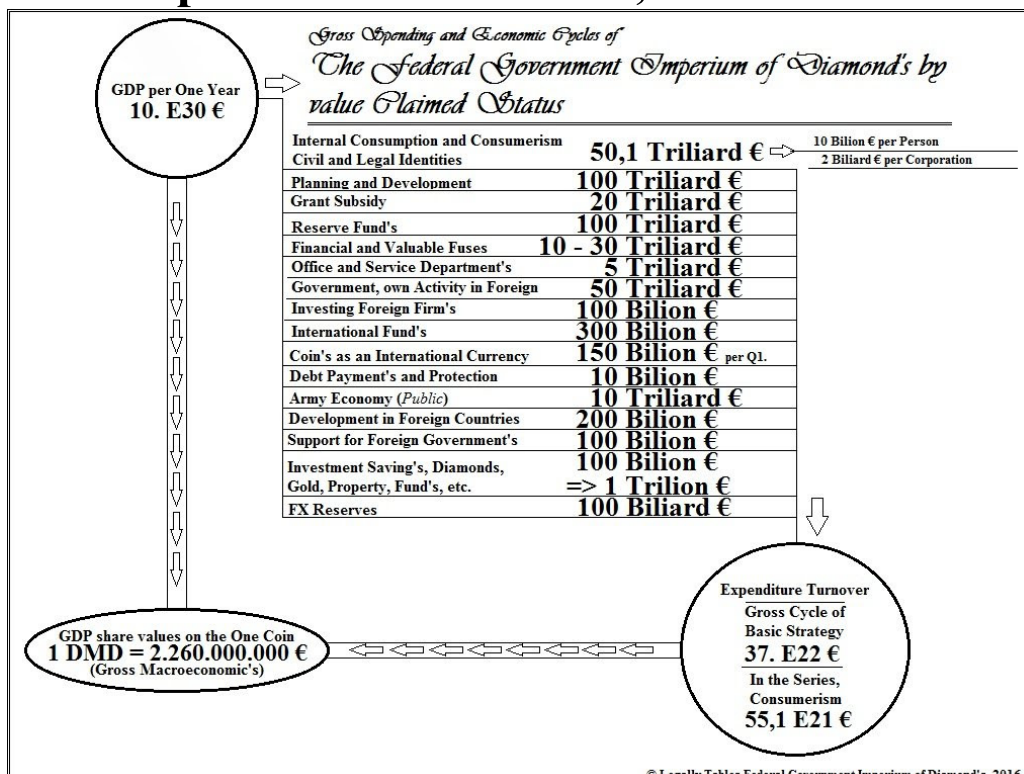 Gross Spending and Economic Cycles of
The Federal Government Imperium of Diamond's by
value Claimed Status
GDP per One Year
10. E30 €
Internal Consumption and Consumerism
Civil and Legal Identities
50,1 Triliard €
10 Bilion € per Person
2 Biliard € per Corporation
Planning and Development 100 Triliard €
Grant Subsidy 20 Triliard €
Reserve Fund's 100 Triliard €
Financial and Valuable Fuses 10 - 30 Triliard €
Office and Service Department's 5 Triliard €
Government, own Activity in Foreign 50 Triliard €
Investing Foreign Firm's 100 Bilion €
International Fund's 300 Bilion €
Coin's as an International Currency 150 Bilion € per Q1.
Debt Payment's and Protection 10 Bilion €
Army Economy (Public) 10 Triliard €
Development in Foreign Countries 200 Bilion €
Support for Foreign Government's 100 Bilion €
Investment Saving's, Diamonds, 100 Bilion €
Gold, Property, Fund's, etc. => 1 Trilion €
FX Reserves 100 Biliard €
Expenditure Turnover
Gross Cycle of
Basic Strategy
37. E22 €
In the Series,
Consumerism
55,1 E21 €
GDP share values on the One Coin
1 DMD = 2.260.000.000 €
(Gross Macroeconomic's)
© Legally Tables Federal Government Imperium of Diamond's, 2016